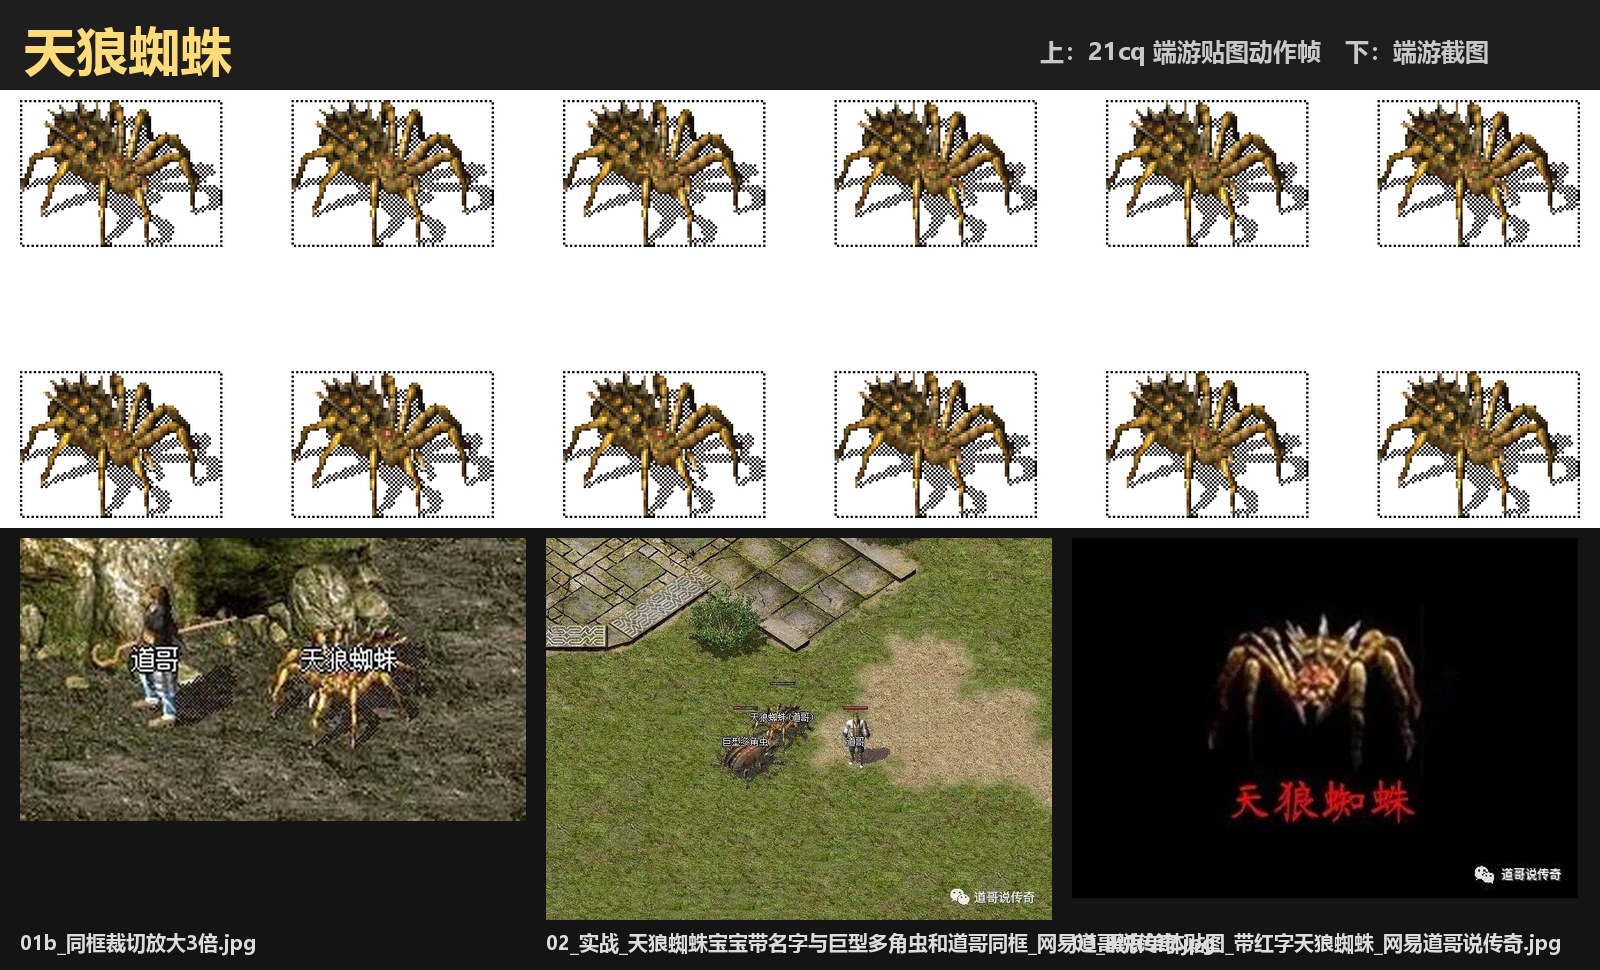 天狼蜘蛛
上：21cq 端游贴图动作帧　下：端游截图
道哥
天狼蜘蛛
天狼蜘蛛(道哥)
巨型多角虫
道哥
道哥说传奇
天狼蜘蛛
道哥说传奇
01b_同框裁切放大3倍.jpg
02_实战_天狼蜘蛛宝宝带名字与巨型多角虫和道哥同框_网易道
贴图_带红字天狼蜘蛛_网易道哥说传奇.jpg